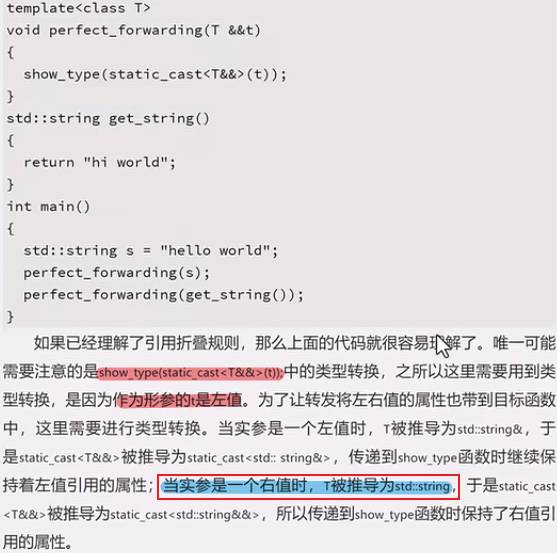 template<class T>
void perfect_forwarding(T &&t)
{
show_type(static_cast<T&&>(t));
}
std::string get_string()
{
return "hi world";
}
int main()
{
std::string s = "hello world";
perfect_forwarding(s);
perfect_forwarding(get_string());
}
如果已经理解了引用折叠规则，那么上面的代码就很容易理解了。唯一可能
需要注意的是show_type(static_cast<T&&>(t));中的类型转换，之所以这里需要用到类
型转换，是因为作为形参的t是左值。为了让转发将左右值的属性也带到目标函数
中，这里需要进行类型转换。当实参是一个左值时，T被推导为std::string&，于
是static_cast<T&&>被推导为static_cast<std:: string&>，传递到show_type函数时继续保
持着左值引用的属性；当实参是一个右值时，T被推导为std::string，于是static_cast
<T&&>被推导为static_cast<std::string&&>，所以传递到show_type函数时保持了右值引
用的属性。